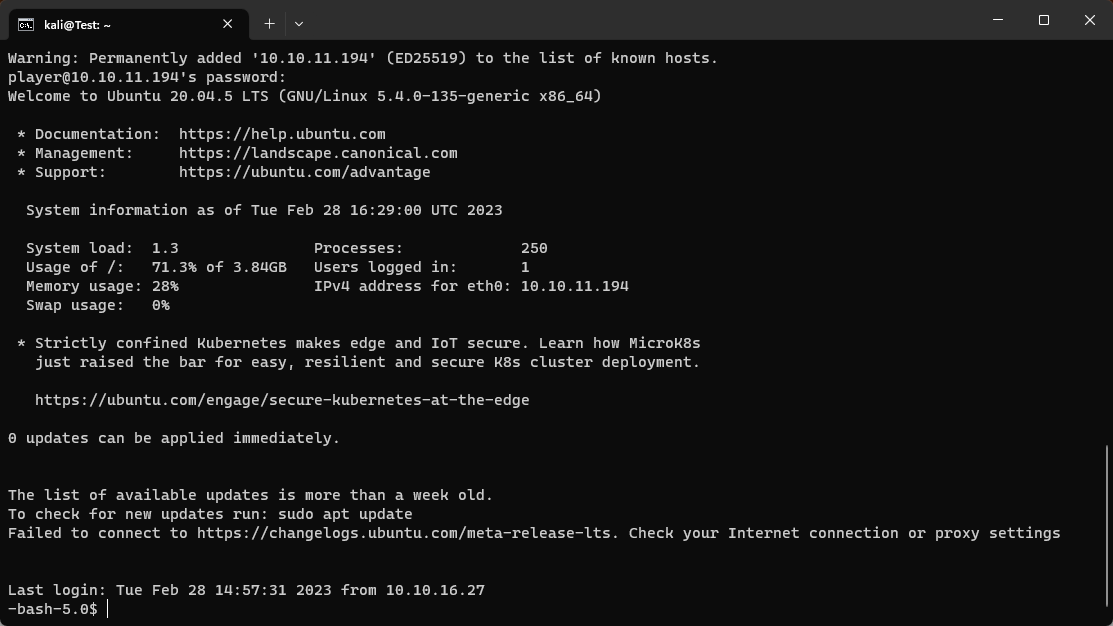 kali@Test: ~
Warning: Permanently added '10.10.11.194' (ED25519) to the list of known hosts.
player@10.10.11.194's password:
Welcome to Ubuntu 20.04.5 LTS (GNU/Linux 5.4.0-135-generic x86_64)
* Documentation:  https://help.ubuntu.com
* Management:     https://landscape.canonical.com
* Support:        https://ubuntu.com/advantage
System information as of Tue Feb 28 16:29:00 UTC 2023
System load:  1.3               Processes:             250
Usage of /:   71.3% of 3.84GB   Users logged in:       1
Memory usage: 28%               IPv4 address for eth0: 10.10.11.194
Swap usage:   0%
* Strictly confined Kubernetes makes edge and IoT secure. Learn how MicroK8s
just raised the bar for easy, resilient and secure K8s cluster deployment.
https://ubuntu.com/engage/secure-kubernetes-at-the-edge
0 updates can be applied immediately.
The list of available updates is more than a week old.
To check for new updates run: sudo apt update
Failed to connect to https://changelogs.ubuntu.com/meta-release-lts. Check your Internet connection or proxy settings
Last login: Tue Feb 28 14:57:31 2023 from 10.10.16.27
-bash-5.0$